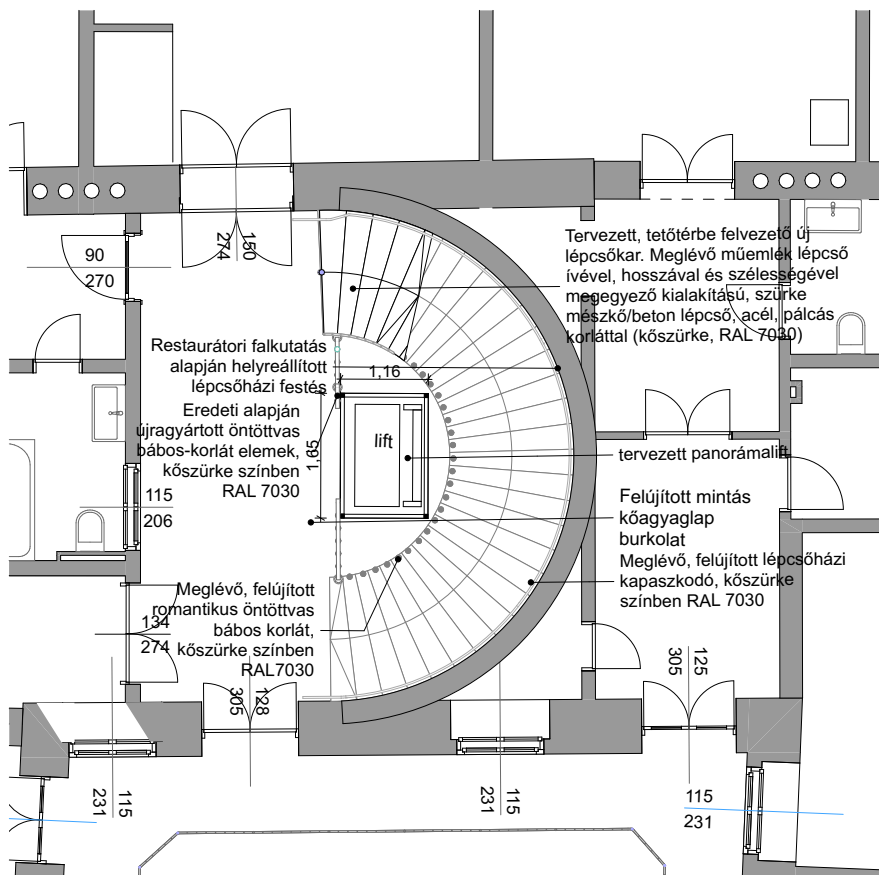 150
274
90
270
Tervezett, tetőtérbe felvezető új
lépcsőkar. Meglévő műemlék lépcső
ívével, hosszával és szélességével
megegyező kialakítású, szürke
mészkő/beton lépcső, acél, pálcás
korláttal (kőszürke, RAL 7030)
Restaurátori falkutatás
alapján helyreállított
lépcsőházi festés
1,16
Eredeti alapján
újragyártott öntöttvas
bábos-korlát elemek,
kőszürke színben
RAL 7030
1,65
lift
tervezett panorámalift
115
206
Felújított mintás
kőagyaglap
burkolat
Meglévő, felújított lépcsőházi
kapaszkodó, kőszürke
színben RAL 7030
Meglévő, felújított
romantikus öntöttvas
bábos korlát,
kőszürke színben
RAL7030
134
274
128
305
125
305
115
231
115
231
115
231